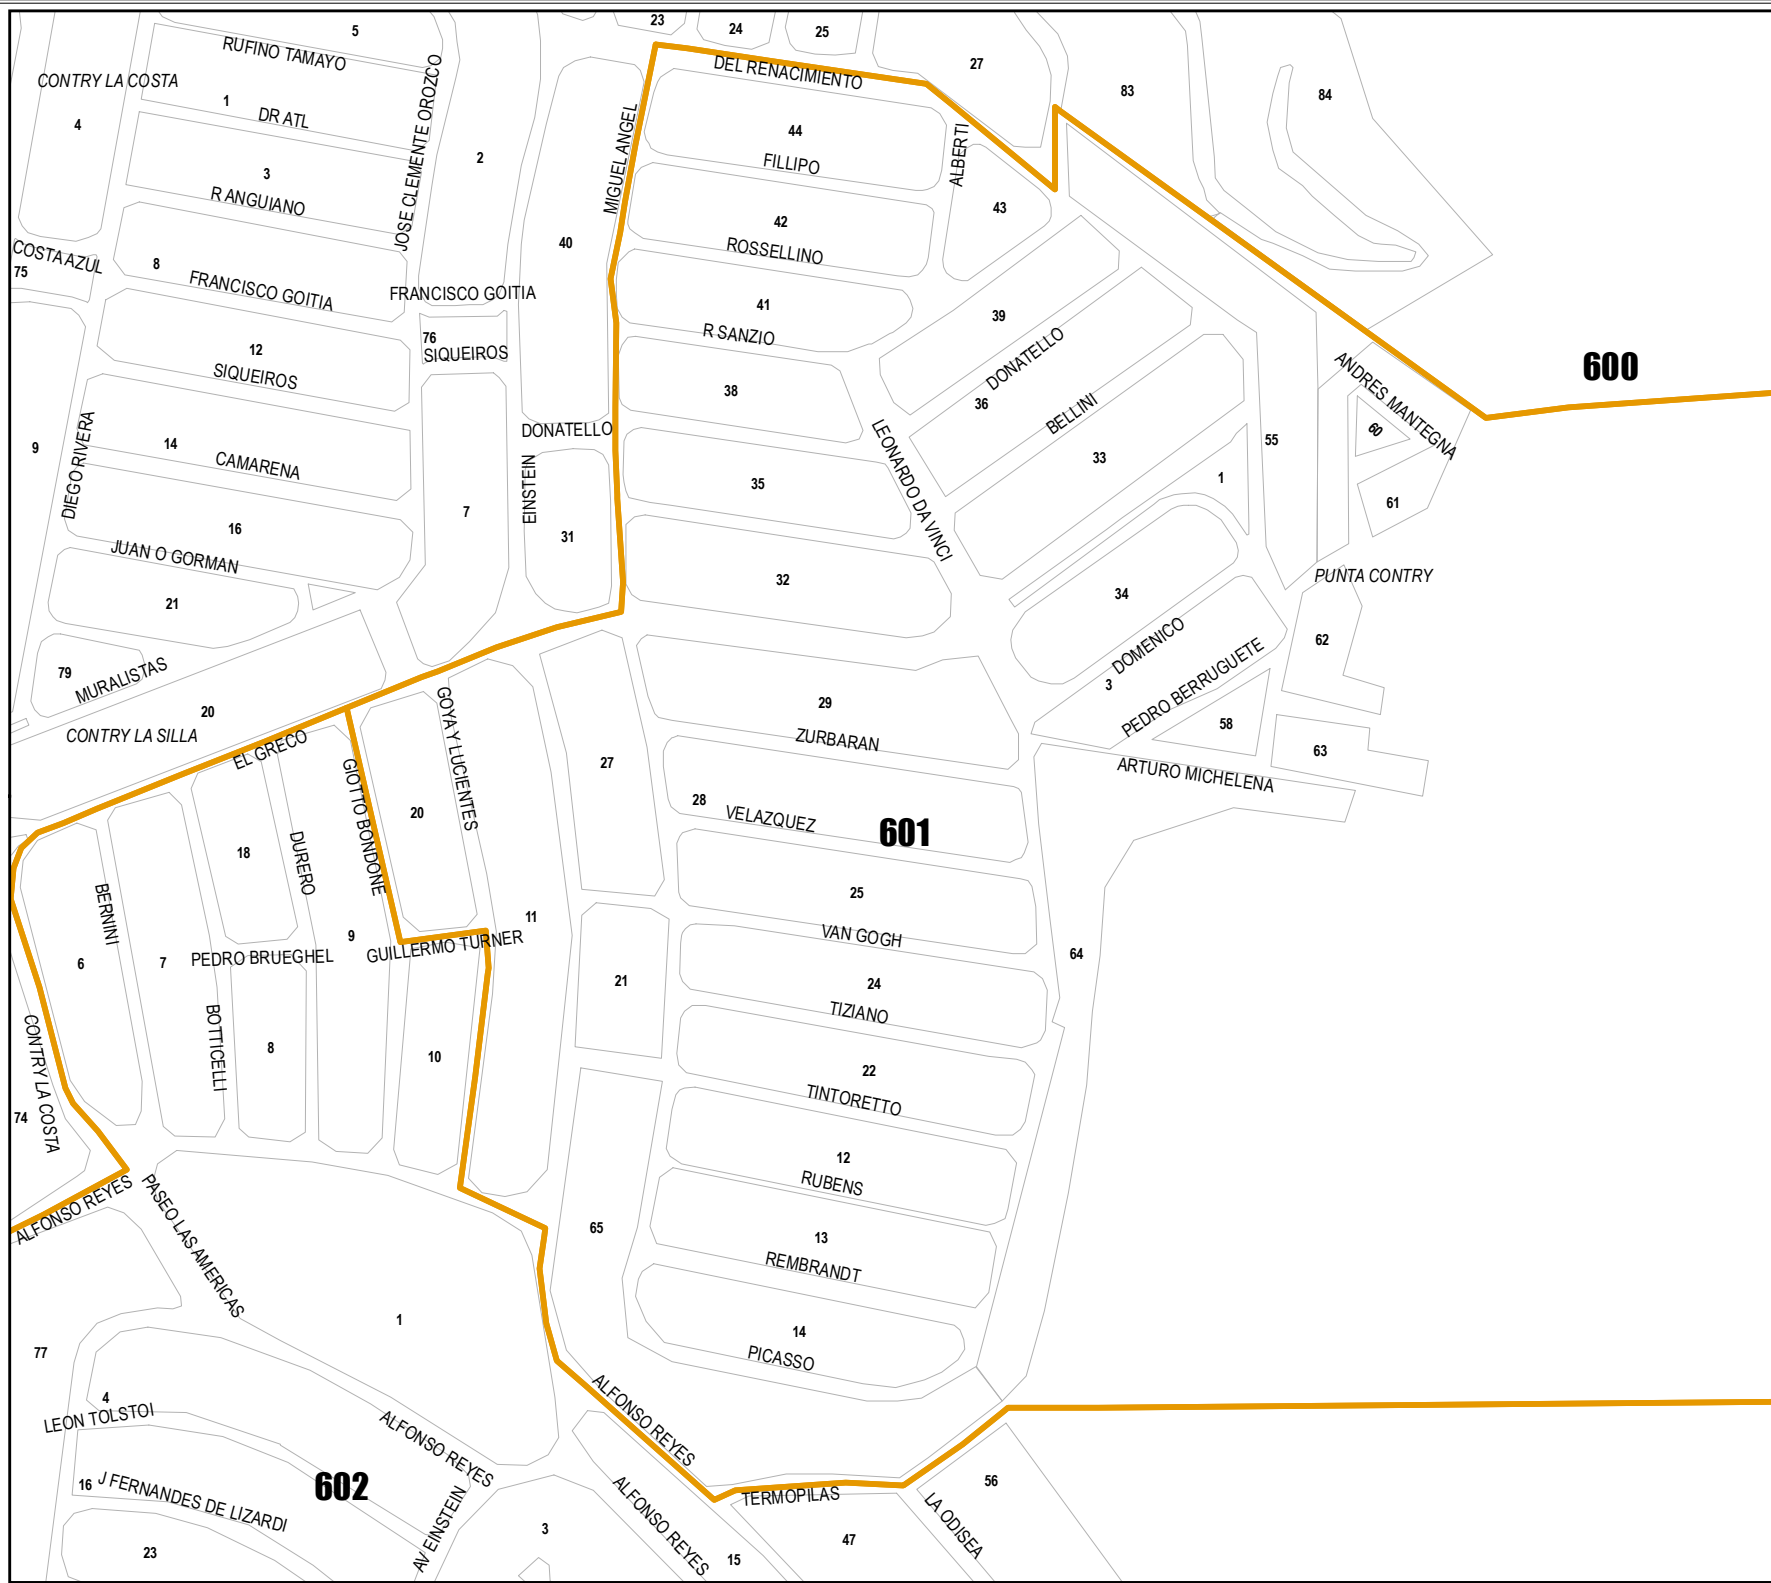 5
23
24
25
RUFINO TAMAYO
CONTRY LA COSTA
DEL RENACIMIENTO
27
83
84
1
4
DR ATL
JOSE CLEMENTE OROZCO
2
MIGUEL ANGEL
44
FILLIPO
ALBERTI
3
R ANGUIANO
43
42
ROSSELLINO
40
COSTA AZUL
75
8
FRANCISCO GOITIA
FRANCISCO GOITIA
41
R SANZIO
39
DONATELLO
76
SIQUEIROS
12
SIQUEIROS
38
36
BELLINI
ANDRES MANTEGNA
600
60
DIEGO RIVERA
9
14
CAMARENA
DONATELLO
EINSTEIN
LEONARDO DA VINCI
33
55
1
35
61
7
16
31
JUAN O GORMAN
32
PUNTA CONTRY
21
34
DOMENICO
PEDRO BERRUGUETE
62
79
MURALISTAS
3
20
CONTRY LA SILLA
GOYA Y LUCIENTES
29
ZURBARAN
58
63
EL GRECO
GIOTTO BONDONE
27
ARTURO MICHELENA
28
VELAZQUEZ
601
20
18
DURERO
25
BERNINI
11
VAN GOGH
9
GUILLERMO TURNER
6
7
PEDRO BRUEGHEL
64
21
24
TIZIANO
CONTRY LA COSTA
BOTTICELLI
8
10
22
TINTORETTO
74
12
RUBENS
ALFONSO REYES
PASEO LAS AMERICAS
65
13
REMBRANDT
1
14
PICASSO
77
4
LEON TOLSTOI
ALFONSO REYES
ALFONSO REYES
16
J FERNANDES DE LIZARDI
602
AV EINSTEIN
ALFONSO REYES
TERMOPILAS
56
LA ODISEA
3
47
23
15